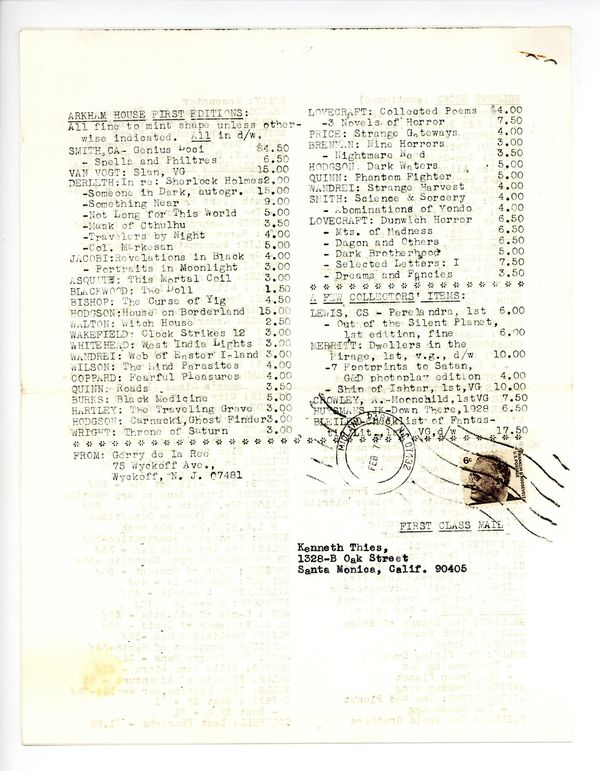 ARKHAM HOUSE FIRST EDITIONS:
All fine to mint shape unless other-
wise indicated. All in d/w.
SMITH,CA- Genius Loci $4.50
- Spells and Philtres 6.50
VAN VOGT: Slan, VG 15.00
DERLETH:In re: Sherlock Holmes 2.00
-Someone in Dark, autogr. 15.00
-Something Near 9.00
-Not Long for This World 5.00
-Mask of Cthulhu 3.50
-Travelers by Night 4.00
-Col. Markesan 5.00
JACOBI:Revelations in Black 4.00
- Portraits in Moonlight 3.00
ASQUITH: This Mortal Coil 3.00
BLACKWOOD: The Doll 1.50
BISHOP: The Curse of Yig 4.50
HODGSON:House on Borderland 15.00
WALTON: Witch House 2.50
WAKEFIELD: Clock Strikes 12 3.00
WHITEHEAD: West India Lights 3.00
WANDREI: Web of Easter Island 3.00
WILSON: The Mind Parasites 4.00
COPPARD: Fearful Pleasures 4.00
QUINN: Roads 3.50
BURKS: Black Medicine 5.00
HARTLEY: The Traveling Grave 3.00
HODGSON: Carnacki,Ghost Finder 3.00
WRIGHT: Throne of Saturn 3.00
* * * * * * * * * * * * * * * * * * * * * * * * * * * *
FROM: Gerry de la Ree
75 Wyckoff Ave.,
Wyckoff, N. J. 07481
LOVECRAFT: Collected Poems $4.00
-3 Novels of Horror 7.50
PRICE: Strange Gateways 4.00
BRENNAN: Nine Horrors 3.00
- Nightmare Need 3.50
HODGSON: Dark Waters 5.00
QUINN: Phantom Fighter 5.00
WANDREI: Strange Harvest 4.00
SMITH: Science & Sorcery 4.00
- Abominations of Yondo 4.00
LOVECRAFT: Dunwich Horror 6.50
- Mts. of Madness 6.50
- Dagon and Others 6.50
- Dark Brotherhood 5.00
- Selected Letters: I 7.50
- Dreams and Fancies 3.50
* * * * * * * * * * * * * * * *
A FEW COLLECTORS' ITEMS:
LEWIS, CS - Perelandra, 1st 6.00
- Out of the Silent Planet,
1st edition, fine 6.00
MERRITT: Dwellers in the
Mirage, 1st, v.g., d/w 10.00
-7 Footprints to Satan,
G&D photoplay edition 4.00
- Ship of Ishtar, 1st,VG 10.00
CROWLEY, A.-Moonchild,1stVG 7.50
HUYSMANS,JK-Down There,1928 6.50
BLEILER: Checklist of Fantas-
VG,d/w 17.50
FEB
07432
6¢
FIRST CLASS MAIL
Kenneth Thies,
1328-B Oak Street
Santa Monica, Calif. 90405